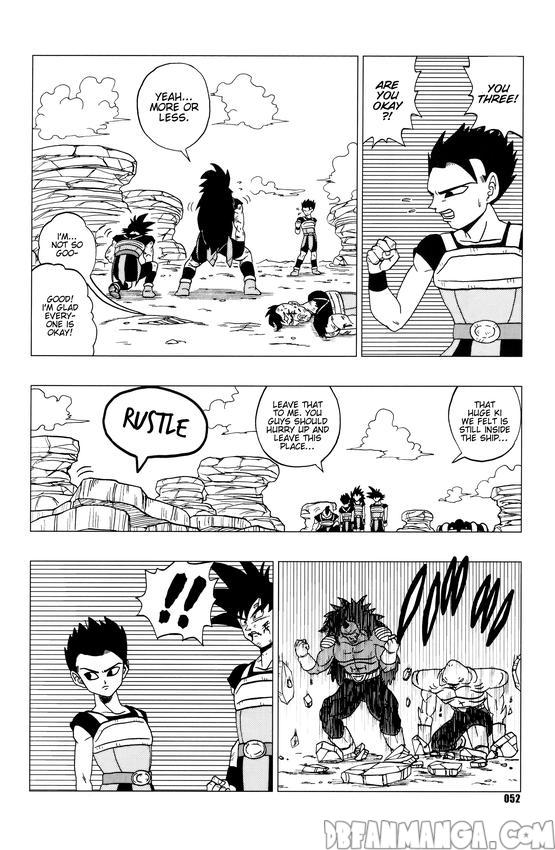 YOU
THREE!
ARE
YOU
OKAY
?!
YEAH...
MORE OR
LESS.
I'M...
NOT SO
GOO-
GOOD!
I'M GLAD
EVERY-
ONE IS
OKAY!
THAT
HUGE KI
WE FELT IS
STILL INSIDE
THE SHIP...
LEAVE THAT
TO ME. YOU
GUYS SHOULD
HURRY UP AND
LEAVE THIS
PLACE...
RUSTLE
!!
OOO OOO
052
DBFANMANGA.COM